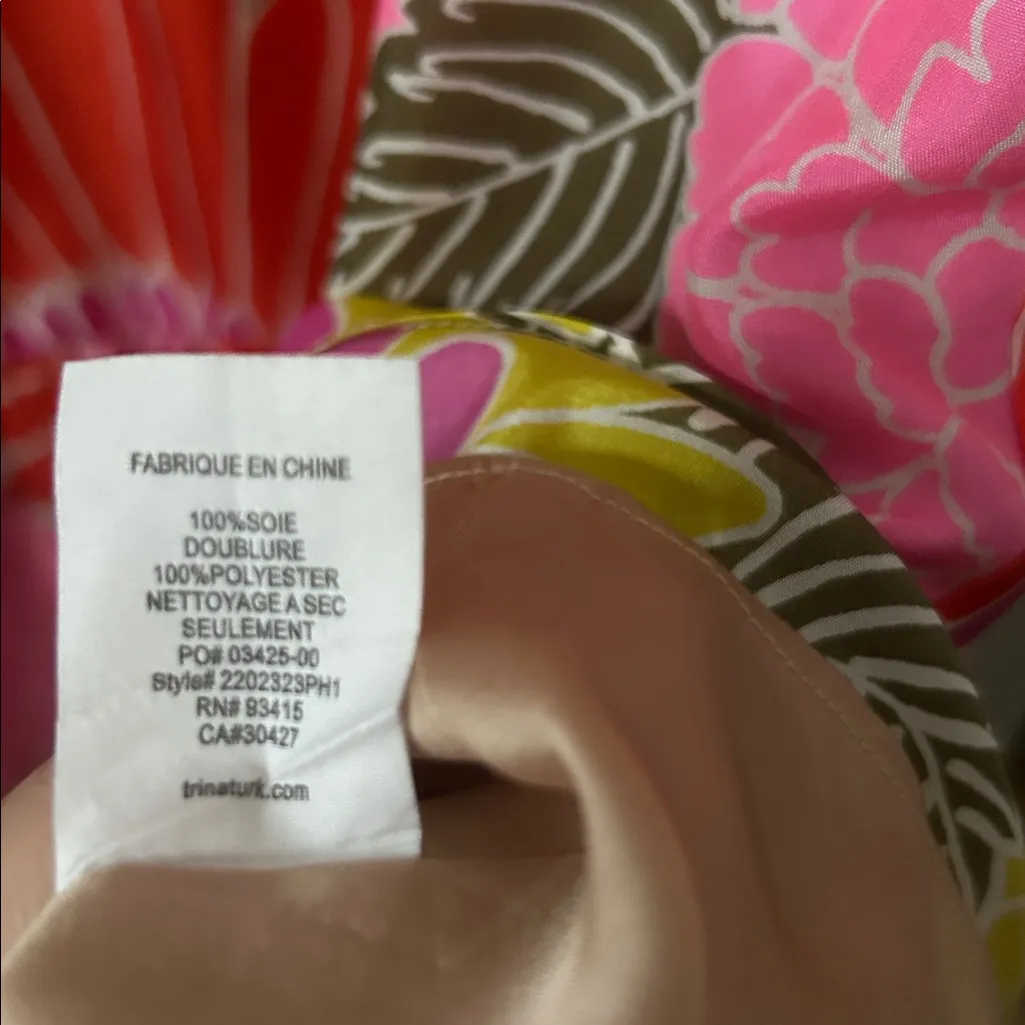 FABRIQUE EN CHINE
100%SOIE
DOUBLURE
100%POLYESTER
NETTOYAGE A SEC
SEULEMENT
PO# 03425-00
Style# 2202323PH1
RN# 93415
CA#30427
trinaturk.com